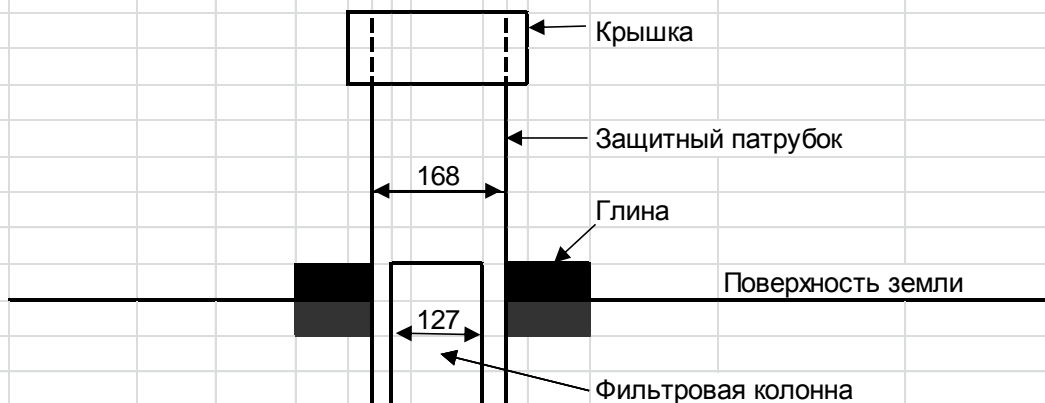 Крышка
Защитный патрубок
168
Глина
Поверхность земли
127
Фильтровая колонна